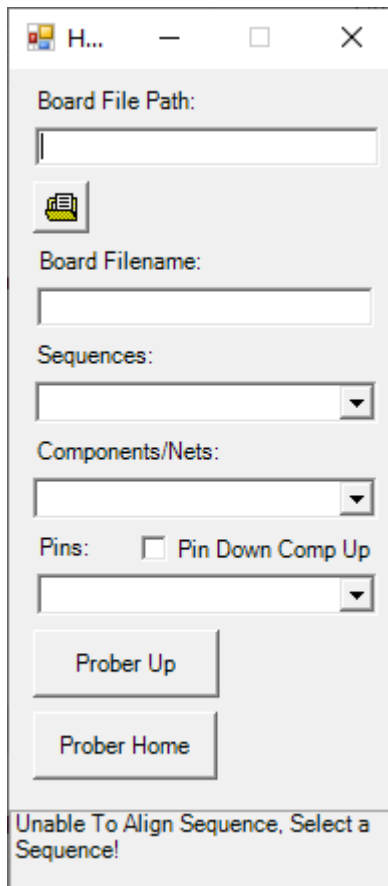 H...
Board File Path:
Board Filename:
Sequences:
Components/Nets:
Pins: Pin Down Comp Up
Prober Up
Prober Home
Unable To Align Sequence, Select a
Sequence!